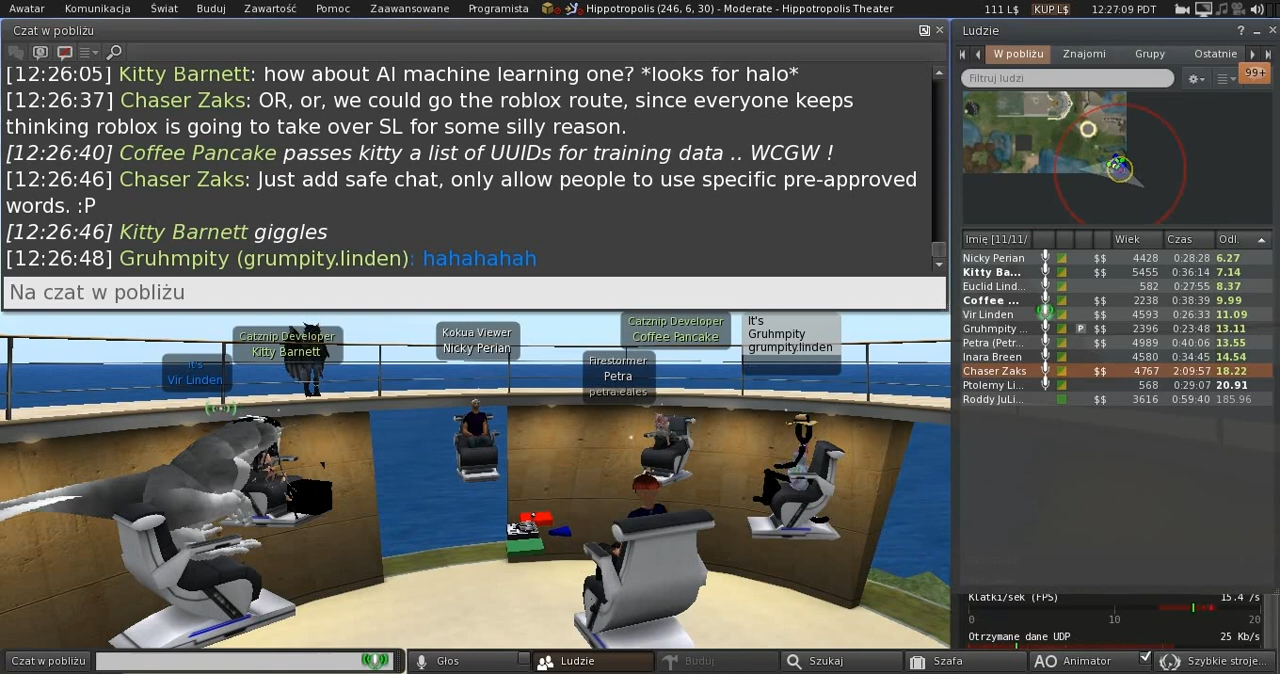 Awatar Komunikacja Świat Buduj Zawartość Pomoc Zaawansowane Programista Hippotropolis (246, 6, 30) - Moderate - Hippotropolis Theater 111 L$ KUP L$ 12:27:09 PDT
Czat w pobliżu
[12:26:05] Kitty Barnett: how about AI machine learning one? *looks for halo*
[12:26:37] Chaser Zaks: OR, or, we could go the roblox route, since everyone keeps
thinking roblox is going to take over SL for some silly reason.
[12:26:40] Coffee Pancake passes kitty a list of UUIDs for training data .. WCGW !
[12:26:46] Chaser Zaks: Just add safe chat, only allow people to use specific pre-approved
words. :P
[12:26:46] Kitty Barnett giggles
[12:26:48] Gruhmpity (grumpity.linden): hahahahah
Na czat w pobliżu
Ludzie
W pobliżu Znajomi Grupy Ostatnie
Filtruj ludzi
99+
Imię [11/11/ Wiek Czas Odl.
Nicky Perian $$ 4428 0:28:28 6.27
Kitty Ba... $$ 5455 0:36:14 7.14
Euclid Lind... 582 0:27:55 8.37
Coffee ... $$ 2238 0:38:39 9.99
Vir Linden $$ 4593 0:26:33 11.09
Gruhmpity ... P $$ 2396 0:23:48 13.11
Petra (Petr... $$ 4989 0:40:06 13.55
Inara Breen 4580 0:34:45 14.54
Chaser Zaks $$ 4767 2:09:57 18.22
Ptolemy Li... 568 0:29:07 20.91
Roddy JuLi... $$ 3616 0:59:40 185.96
It's
Vir Linden
Catznip Developer
Kitty Barnett
Kokua Viewer
Nicky Perian
Firestormer
Petra
petra.eales
Catznip Developer
Coffee Pancake
It's
Gruhmpity
grumpity.linden
Klatki/sek (FPS) 15.4 /s
0 10 20
Otrzymane dane UDP 25 Kb/s
Czat w pobliżu Głos Ludzie Buduj Szukaj Szafa AO Animator Szybkie stroje...